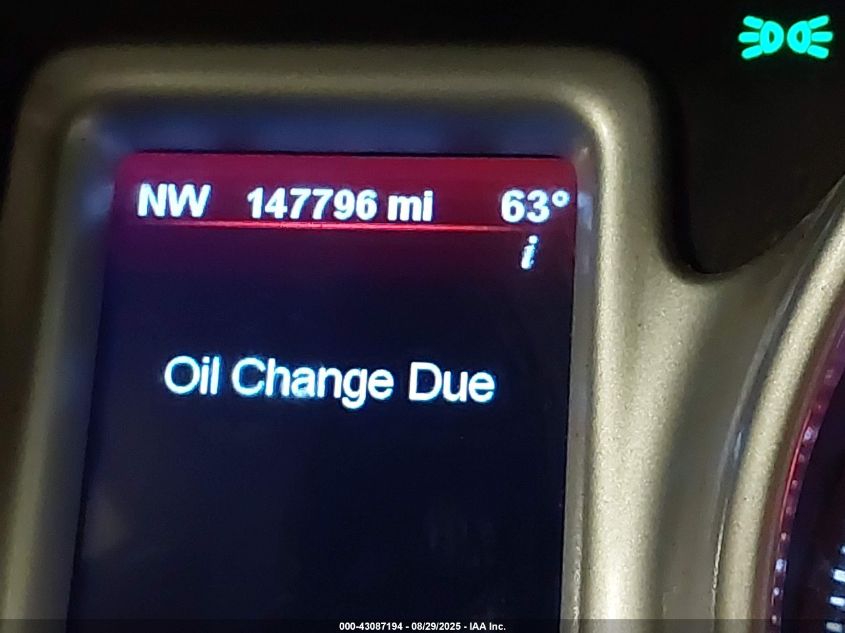 NW 147796 mi 63°
i
Oil Change Due
000-43087194 - 08/29/2025 - IAA Inc.